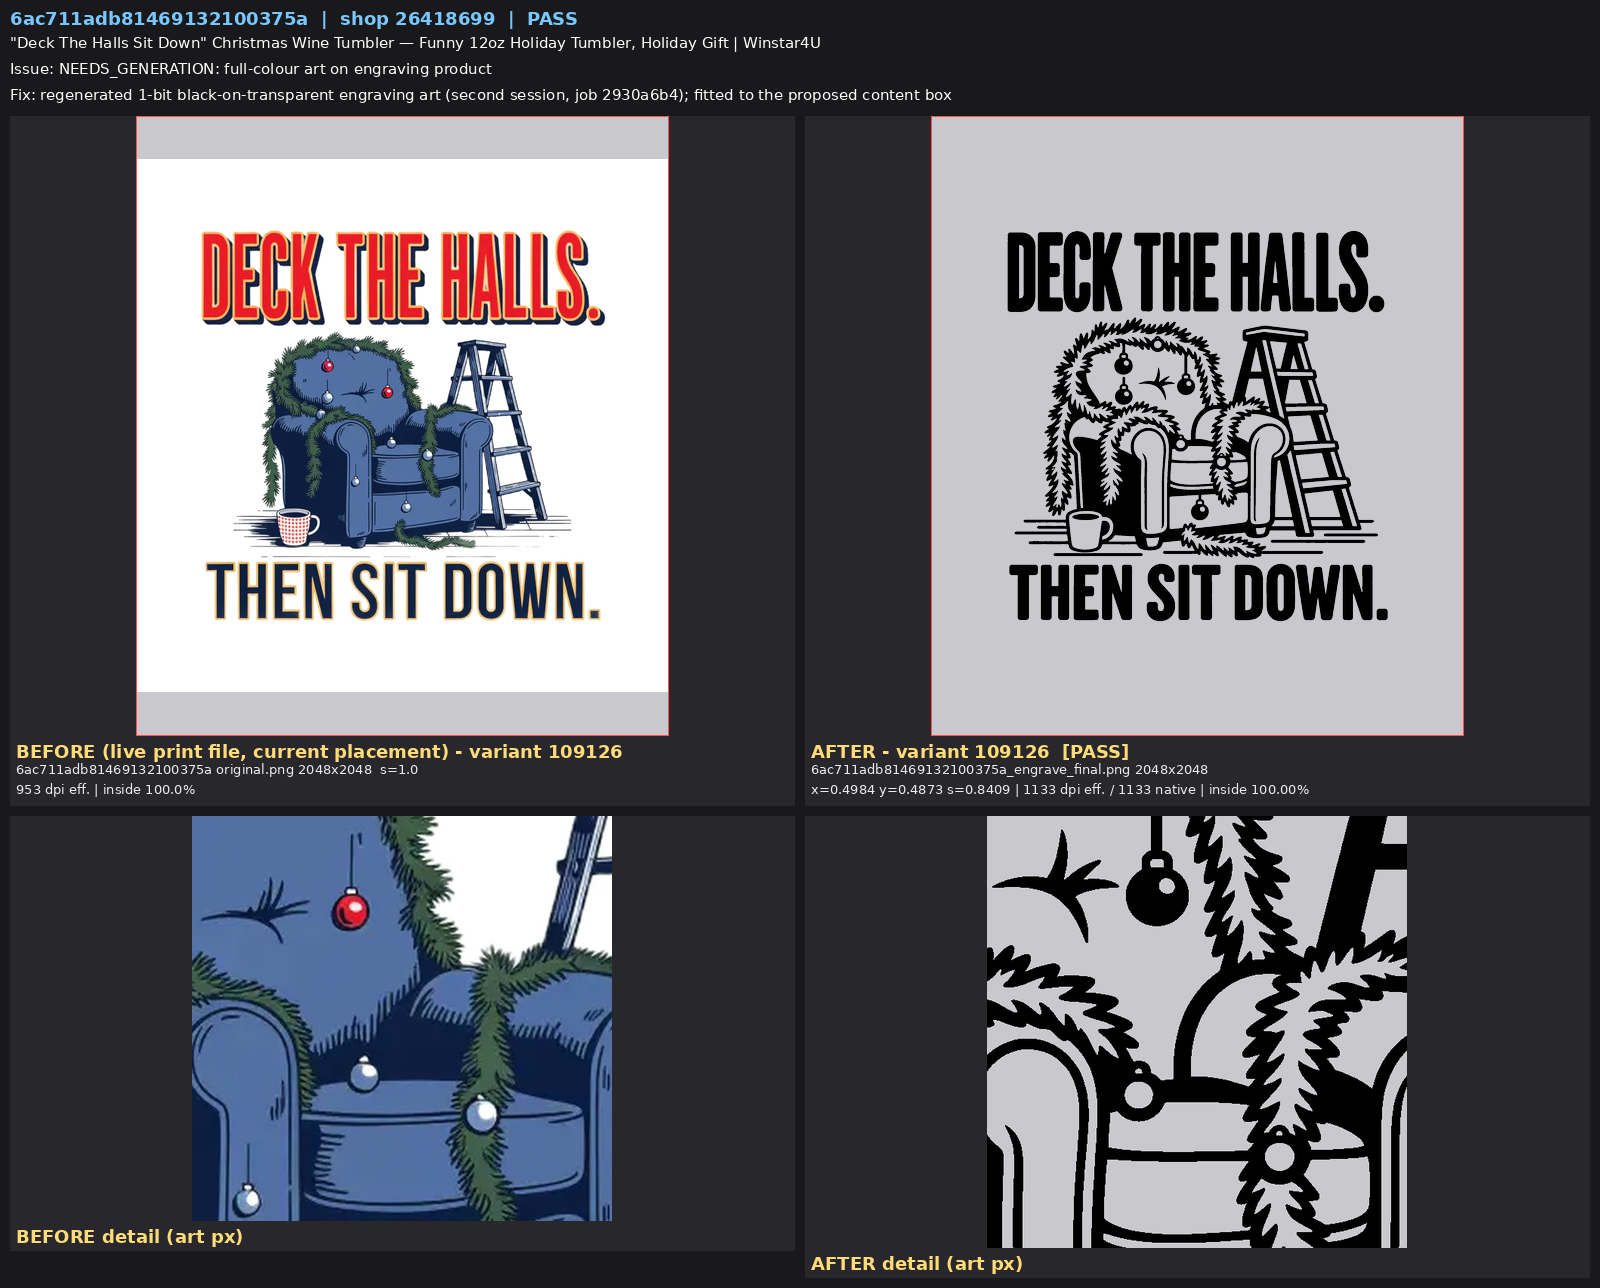 6ac711adb81469132100375a | shop 26418699 | PASS
"Deck The Halls Sit Down" Christmas Wine Tumbler — Funny 12oz Holiday Tumbler, Holiday Gift | Winstar4U
Issue: NEEDS_GENERATION: full-colour art on engraving product
Fix: regenerated 1-bit black-on-transparent engraving art (second session, job 2930a6b4); fitted to the proposed content box
DECK THE HALLS.
THEN SIT DOWN.
BEFORE (live print file, current placement) - variant 109126
6ac711adb81469132100375a original.png 2048x2048 s=1.0
953 dpi eff. | inside 100.0%
DECK THE HALLS.
THEN SIT DOWN.
AFTER - variant 109126 [PASS]
6ac711adb81469132100375a_engrave_final.png 2048x2048
x=0.4984 y=0.4873 s=0.8409 | 1133 dpi eff. / 1133 native | inside 100.00%
BEFORE detail (art px)
AFTER detail (art px)